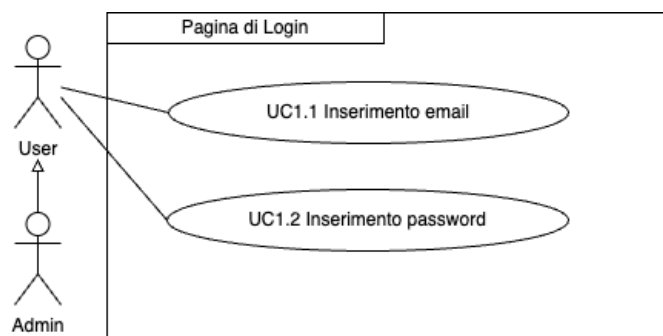 Pagina di Login
UC1.1 Inserimento email
User
UC1.2 Inserimento password
Admin